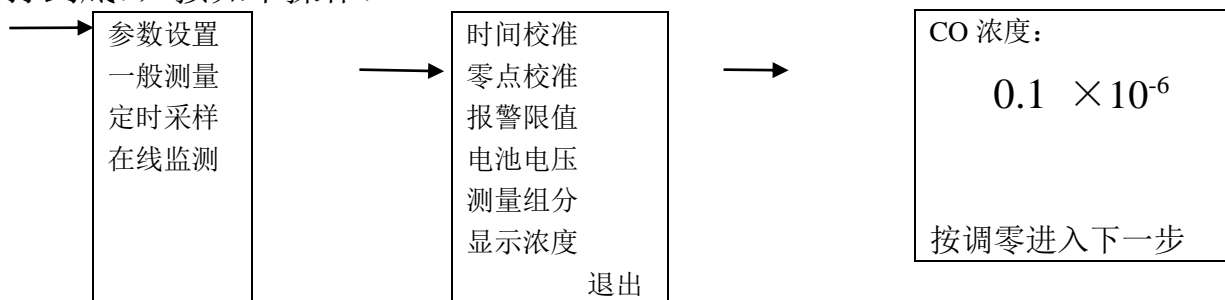 参数设置
一般测量
定时采样
在线监测
时间校准
零点校准
报警限值
电池电压
测量组分
显示浓度
退出
CO 浓度：
0.1 ×10-6
按调零进入下一步